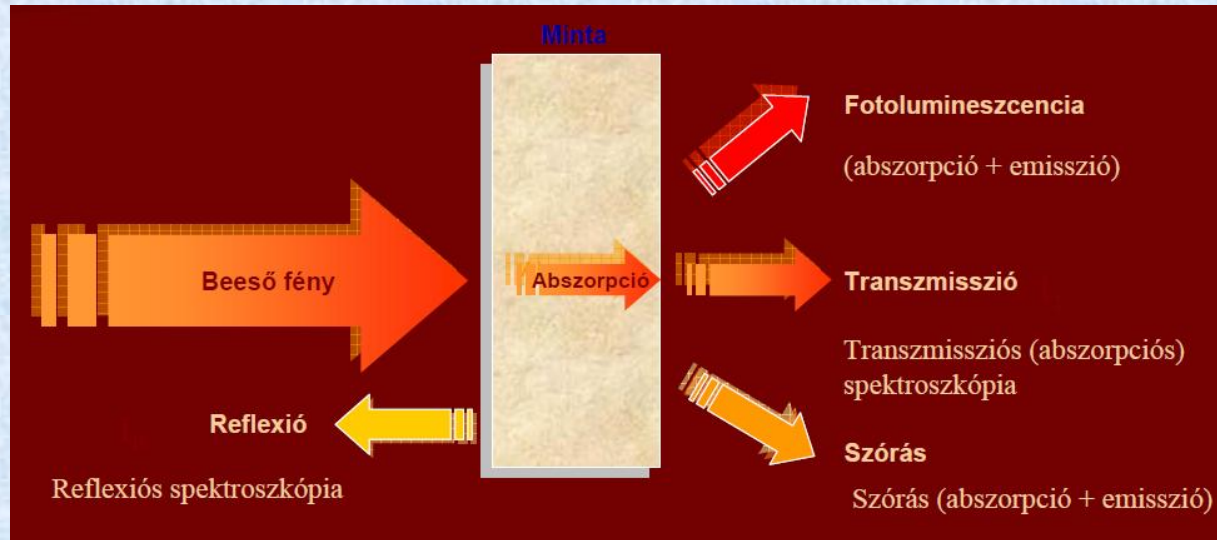 Minta
Fotolumineszcencia
(abszorpció + emisszió)
Beeső fény
Abszorpció
Transzmisszió
Transzmissziós (abszorpciós)
spektroszkópia
Reflexió
Reflexiós spektroszkópia
Szórás
Szórás (abszorpció + emisszió)